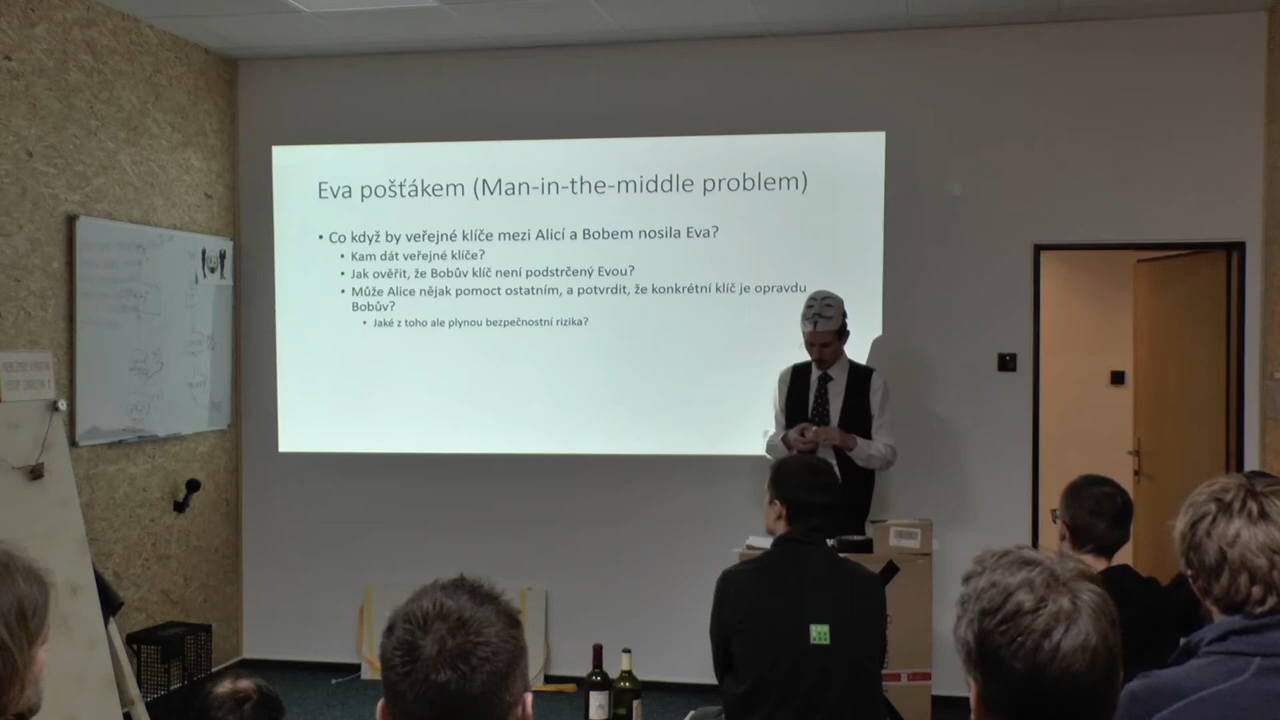 Eva pošťákem (Man-in-the-middle problem)
• Co když by veřejné klíče mezi Alicí a Bobem nosila Eva?
• Kam dát veřejné klíče?
• Jak ověřit, že Bobův klíč není podstrčený Evou?
• Může Alice nějak pomoct ostatním, a potvrdit, že konkrétní klíč je opravdu
Bobův?
• Jaké z toho ale plynou bezpečnostní rizika?